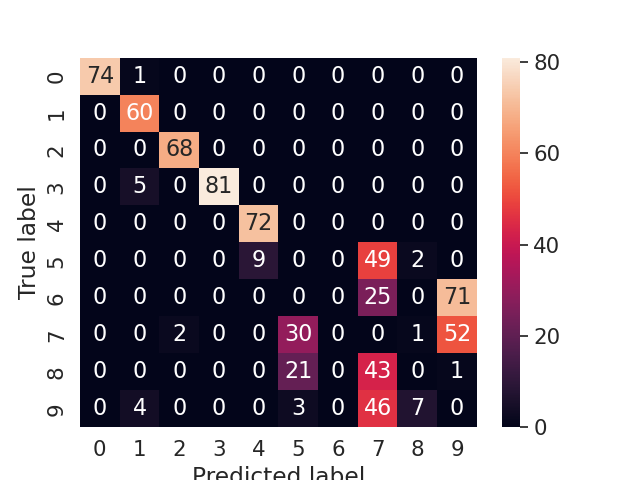 0 74 1 0 0 0 0 0 0 0 0
1 0 60 0 0 0 0 0 0 0 0
2 0 0 68 0 0 0 0 0 0 0
3 0 5 0 81 0 0 0 0 0 0
4 0 0 0 0 72 0 0 0 0 0
5 0 0 0 0 9 0 0 49 2 0
6 0 0 0 0 0 0 0 25 0 71
7 0 0 2 0 0 30 0 0 1 52
8 0 0 0 0 0 21 0 43 0 1
9 0 4 0 0 0 3 0 46 7 0
0 1 2 3 4 5 6 7 8 9
True label
Predicted label
80
60
40
20
0